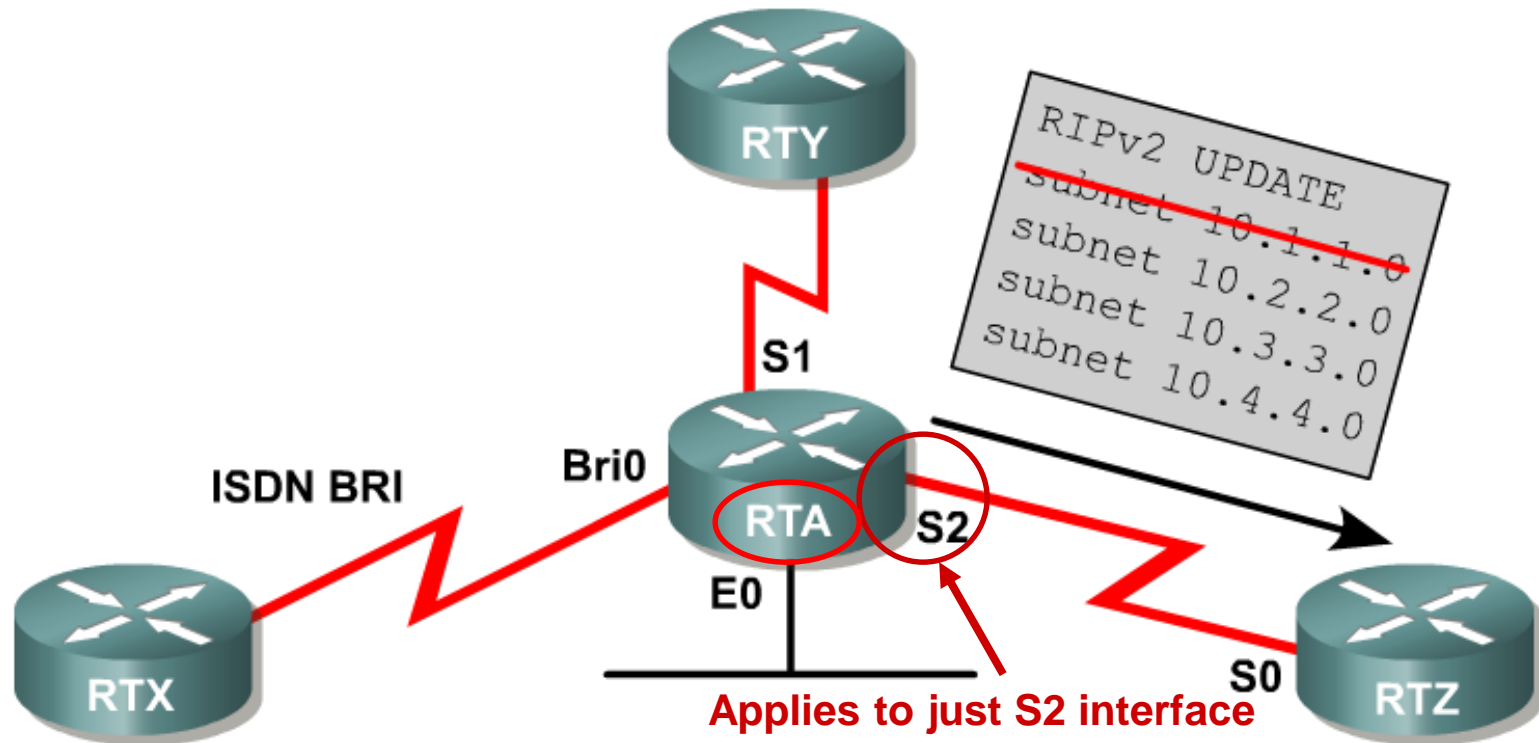 RTY
RIPv2 UPDATE
subnet 10.1.1.0
subnet 10.2.2.0
subnet 10.3.3.0
subnet 10.4.4.0
S1
ISDN BRI
Bri0
RTA
S2
E0
RTX
S0
RTZ
Applies to just S2 interface